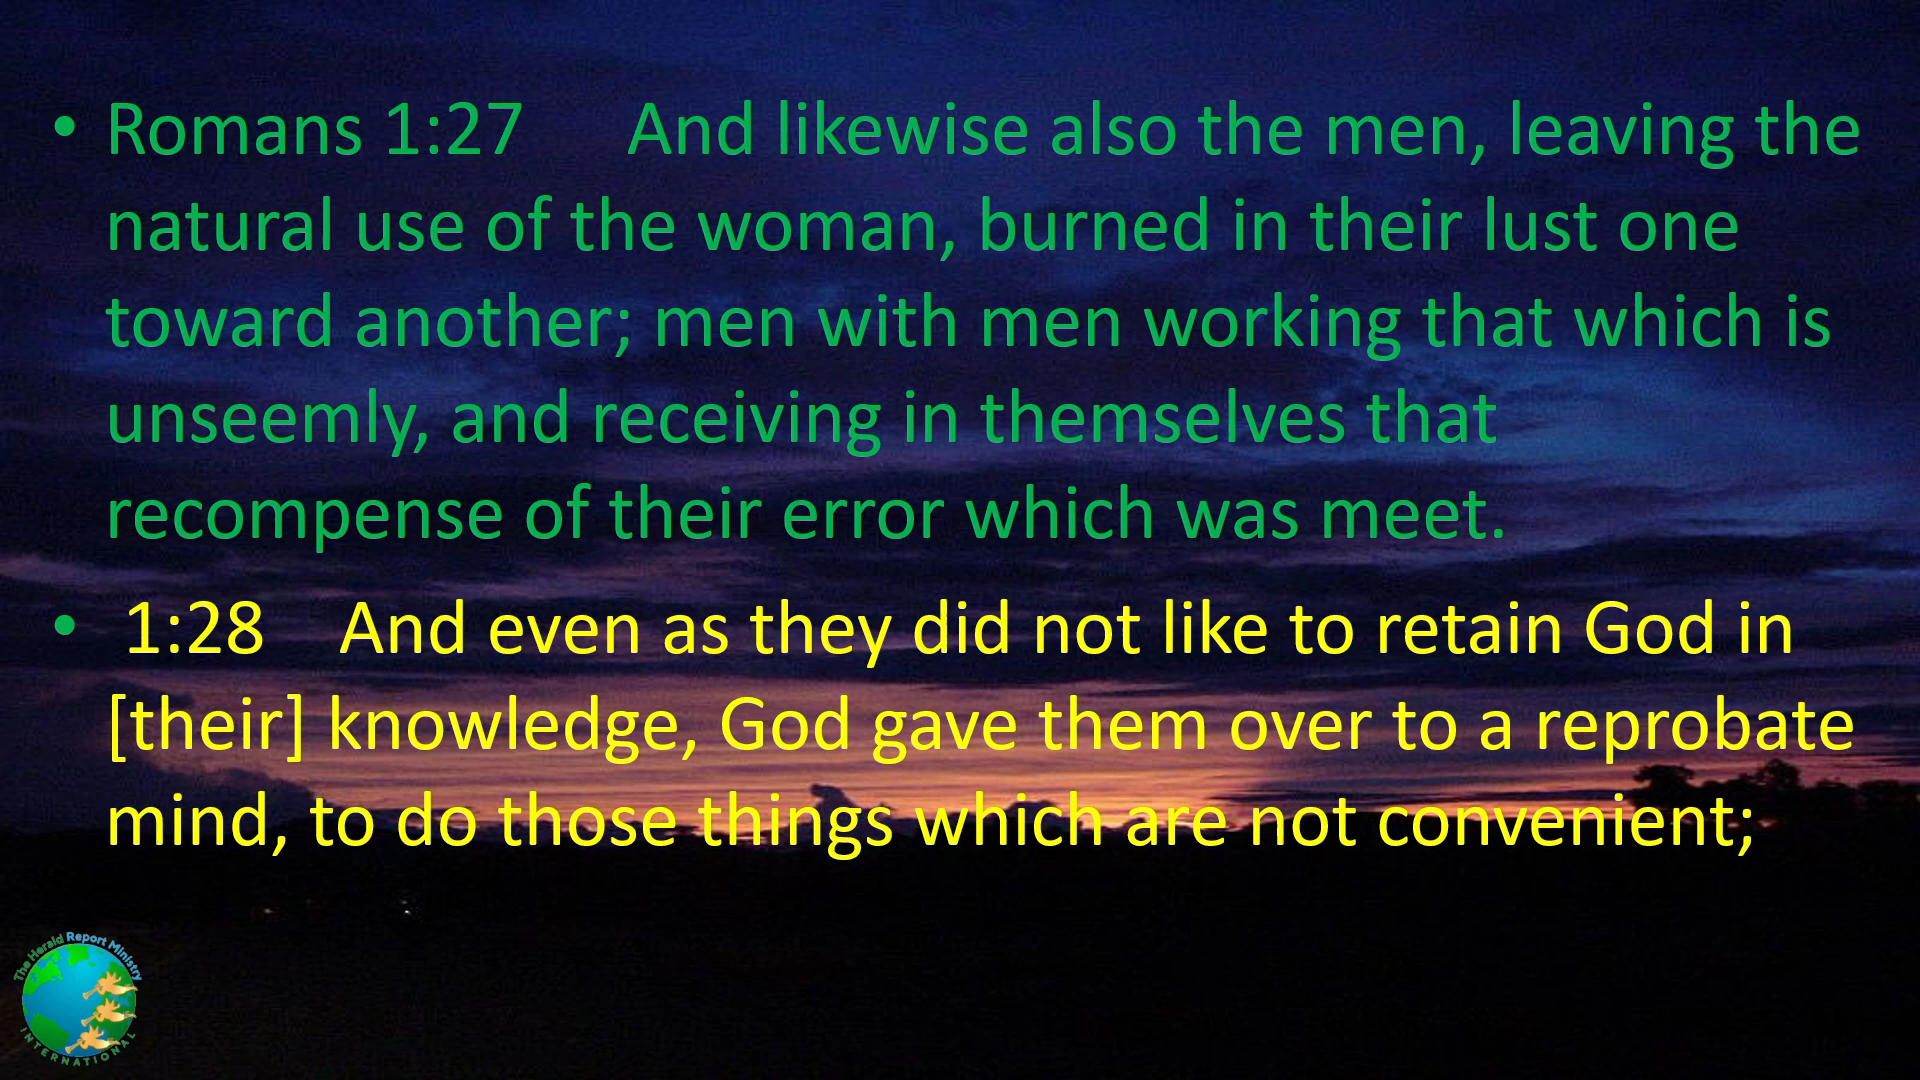 • Romans 1:27 And likewise also the men, leaving the
natural use of the woman, burned in their lust one
toward another; men with men working that which is
unseemly, and receiving in themselves that
recompense of their error which was meet.
• 1:28 And even as they did not like to retain God in
[their] knowledge, God gave them over to a reprobate
mind, to do those things which are not convenient;
The Herald Report Ministry
INTERNATIONAL